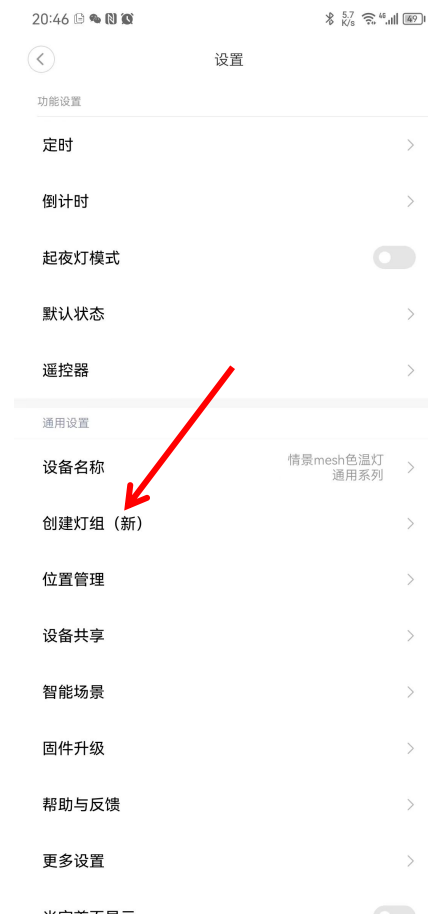 20:46 5.7 K/s 46 49
设置
功能设置
定时
倒计时
起夜灯模式
默认状态
遥控器
通用设置
设备名称
情景mesh色温灯
通用系列
创建灯组（新）
位置管理
设备共享
智能场景
固件升级
帮助与反馈
更多设置